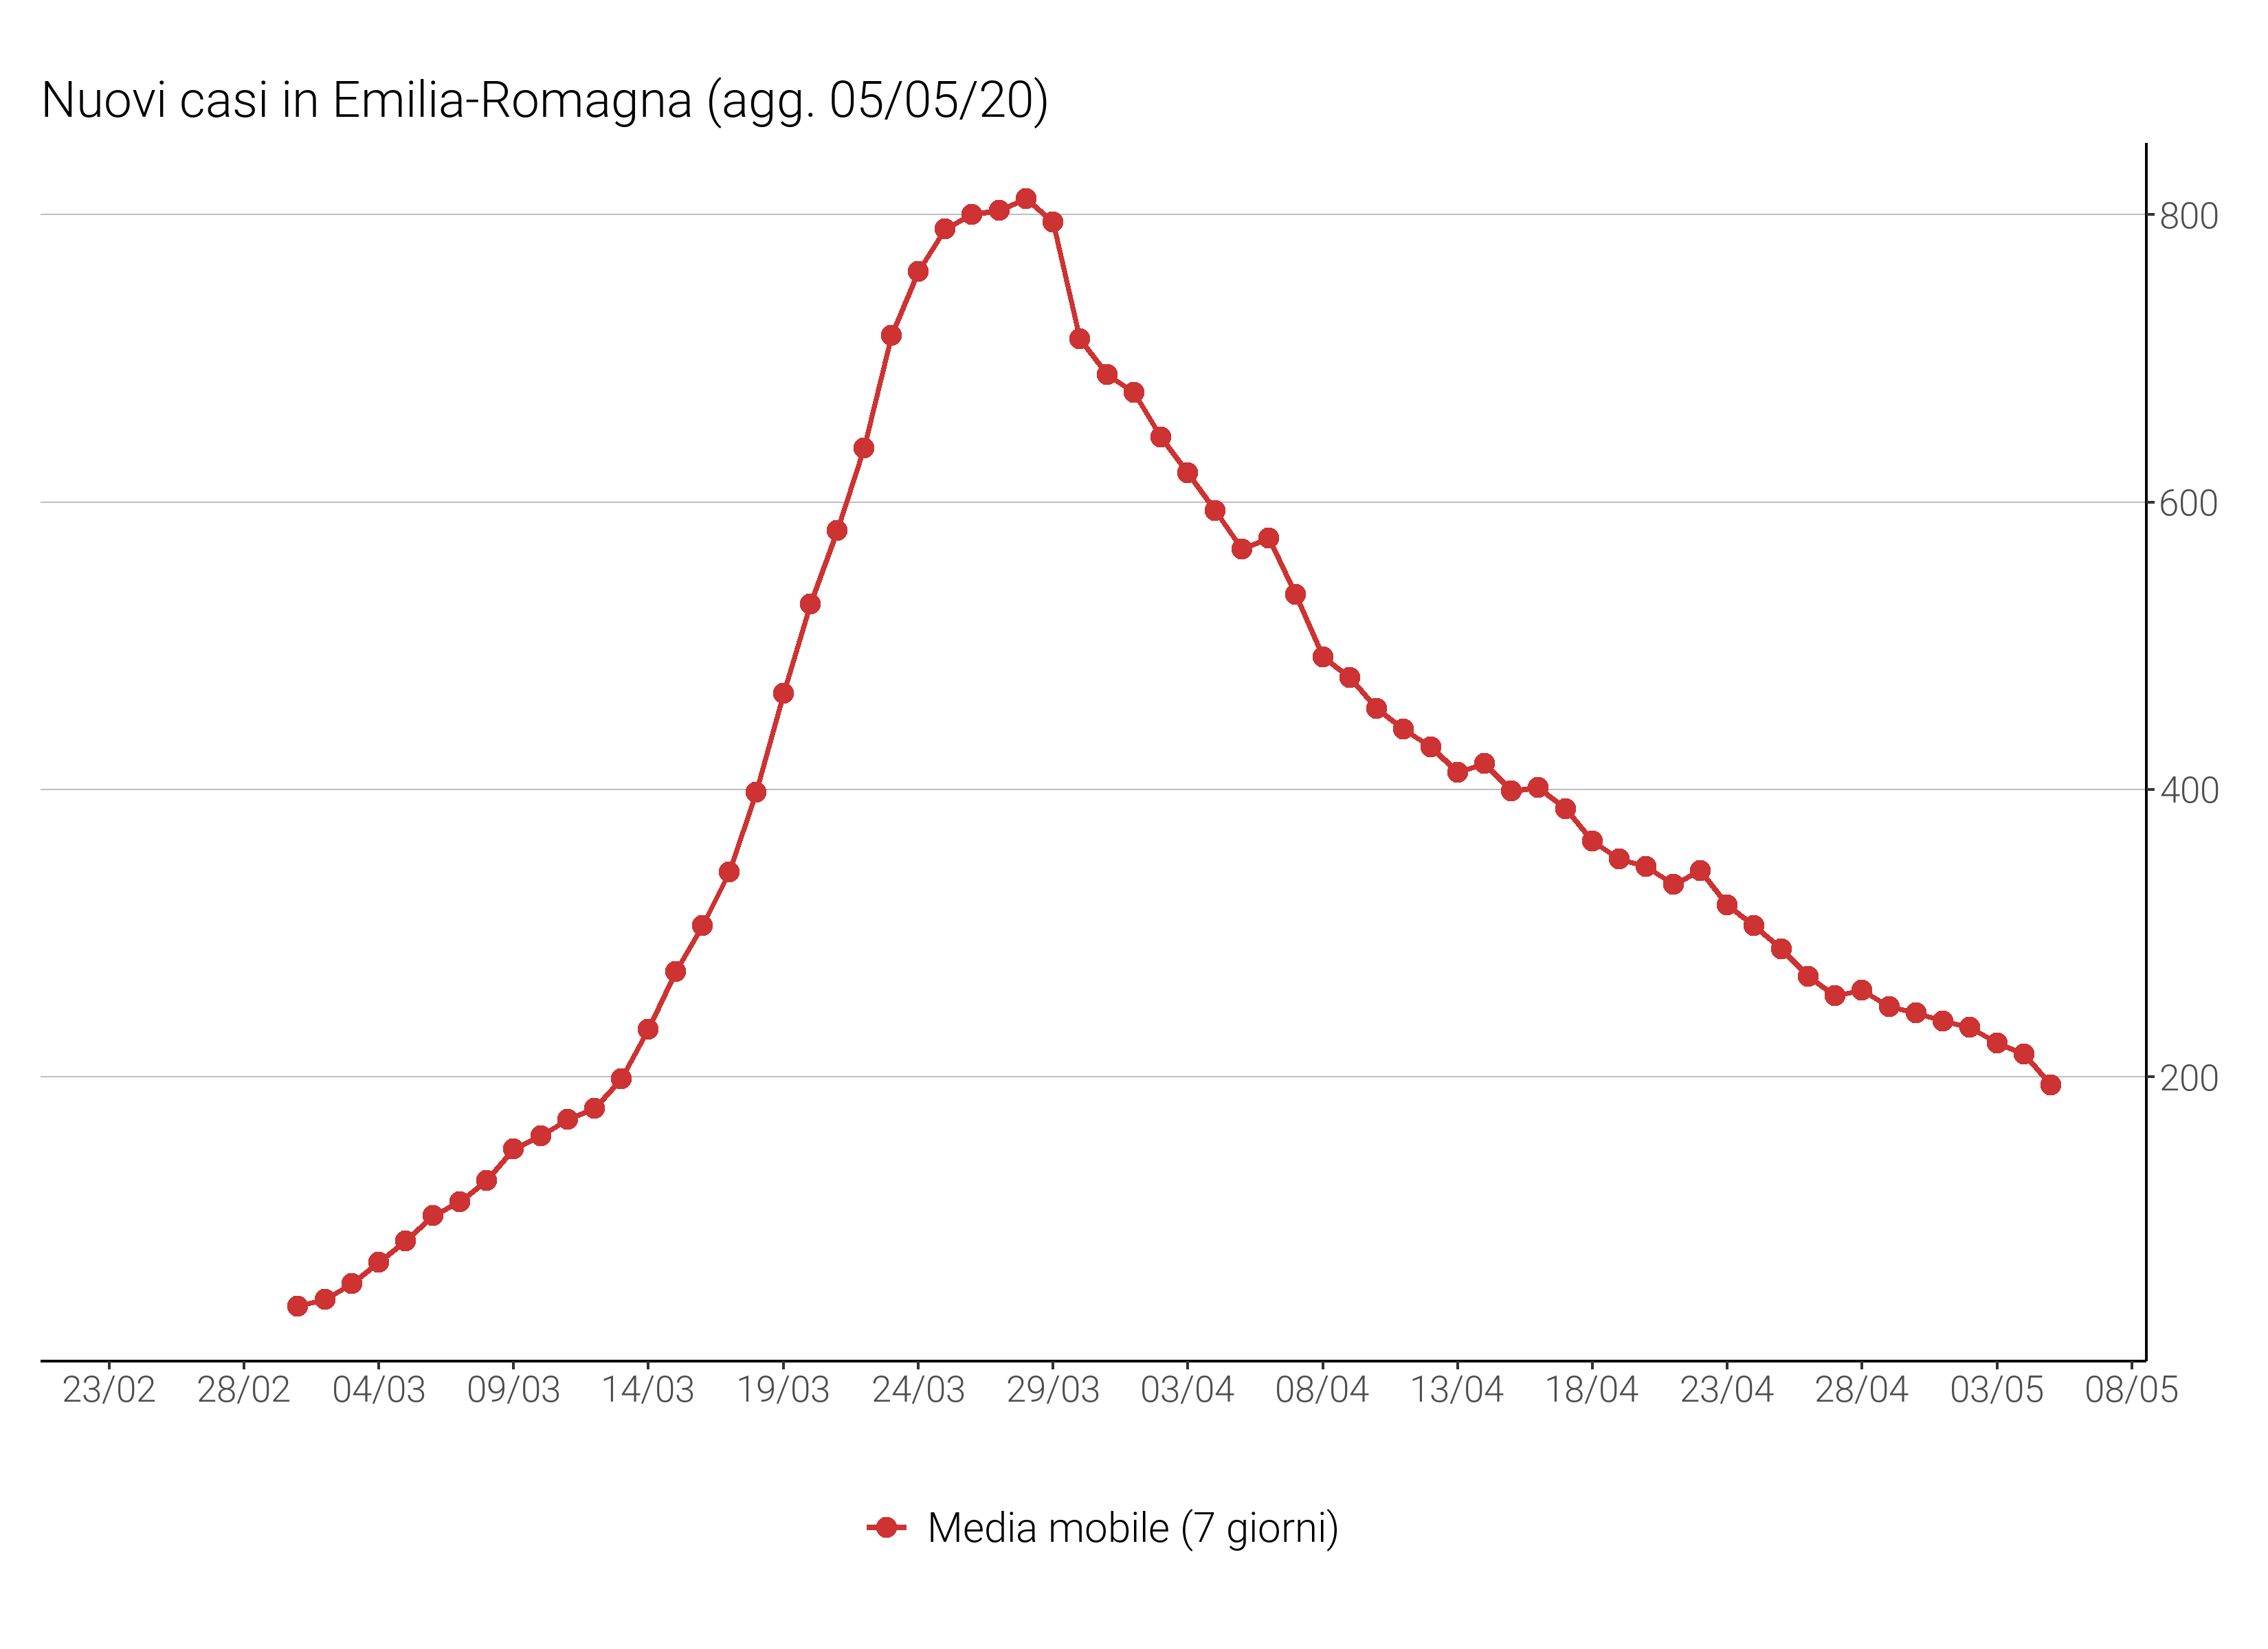 Nuovi casi in Emilia-Romagna (agg. 05/05/20)
800
600
400
200
23/02 28/02 04/03 09/03 14/03 19/03 24/03 29/03 03/04 08/04 13/04 18/04 23/04 28/04 03/05 08/05
Media mobile (7 giorni)